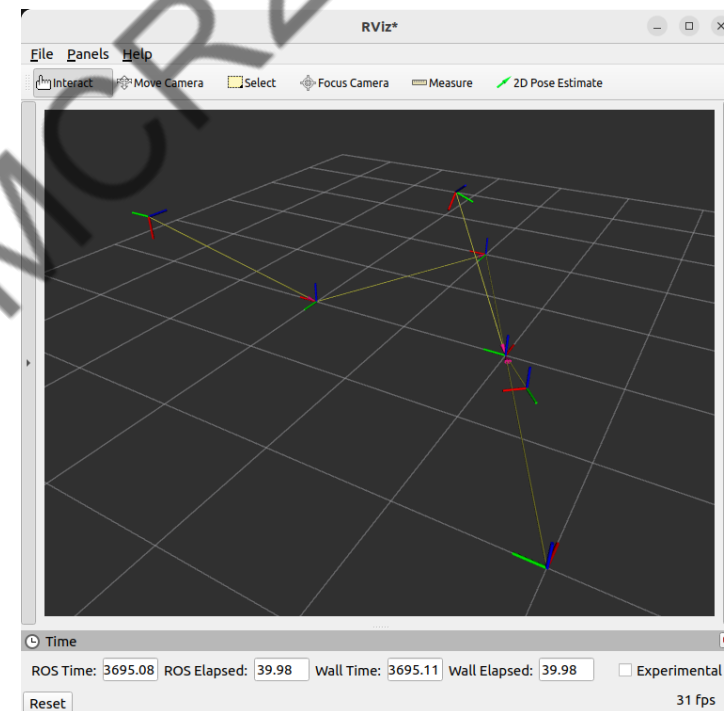 RViz*
File Panels Help
Interact Move Camera Select Focus Camera Measure 2D Pose Estimate
Time
ROS Time: 3695.08 ROS Elapsed: 39.98 Wall Time: 3695.11 Wall Elapsed: 39.98 Experimental
Reset 31 fps